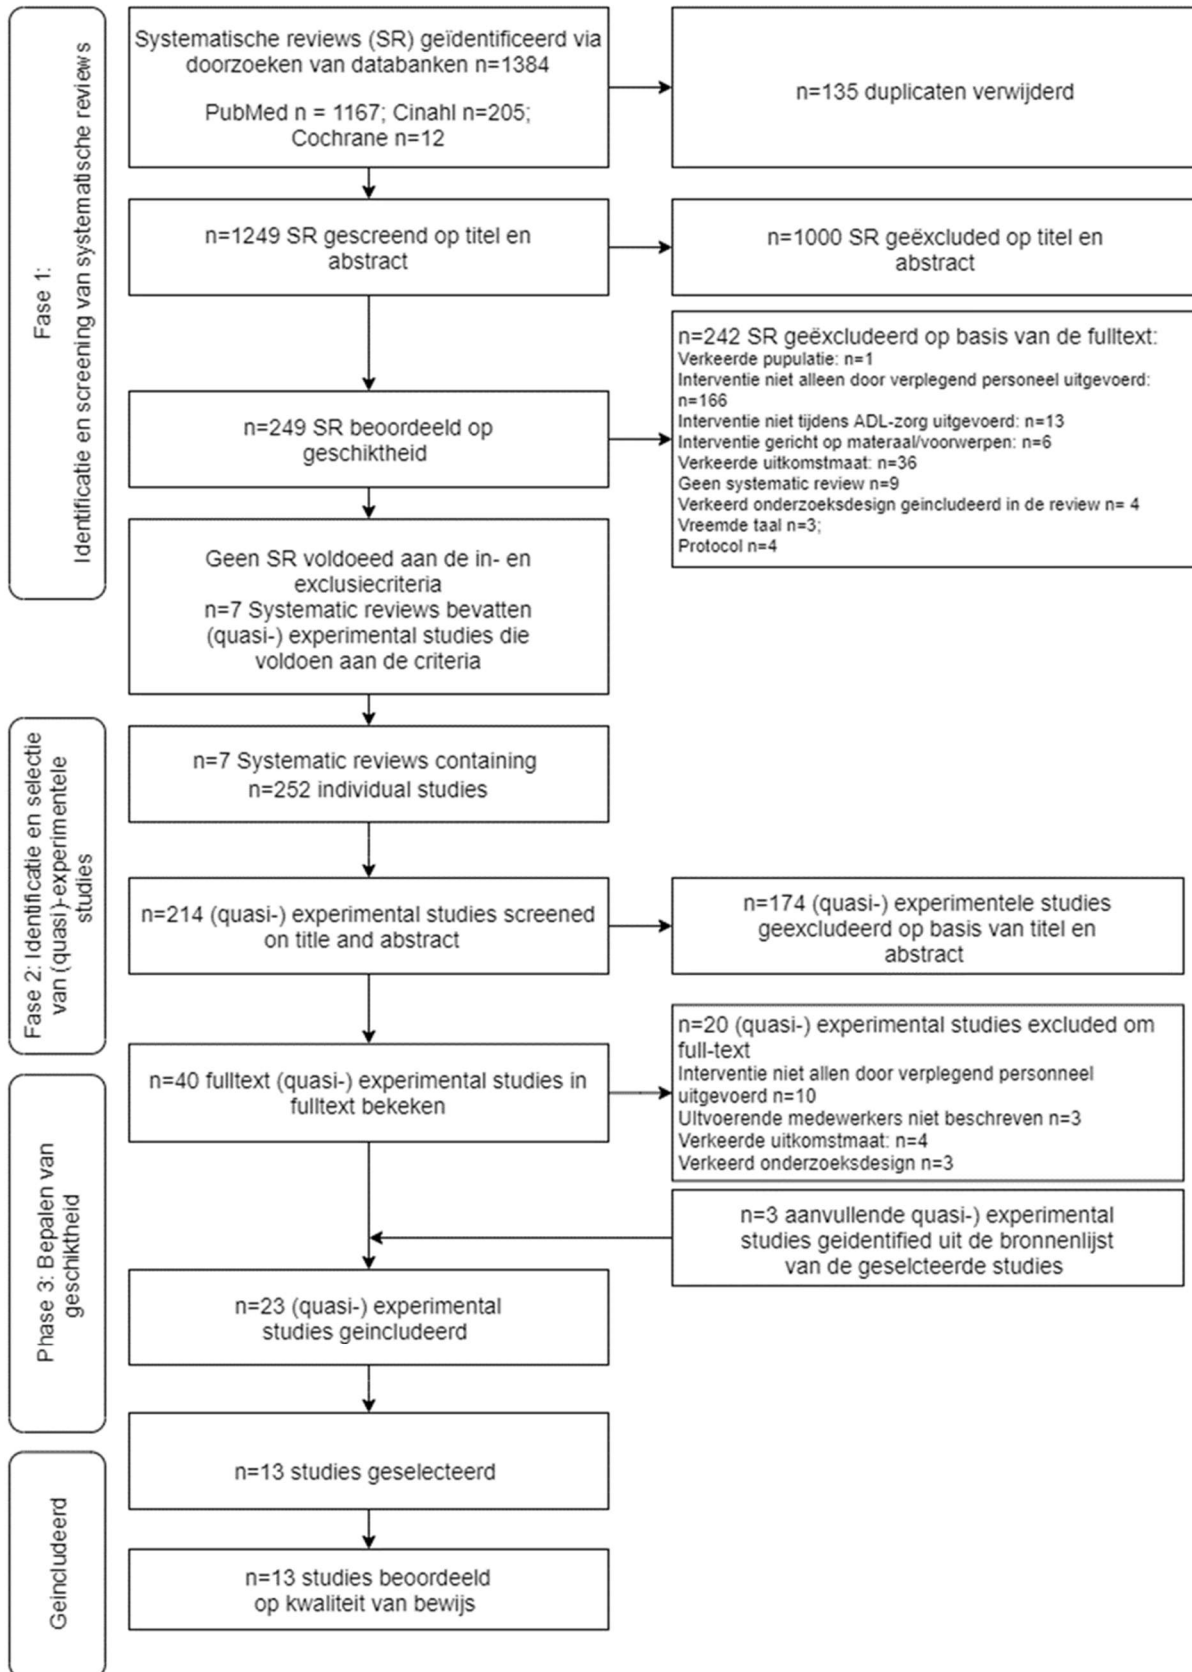 Fase 1:
Identificatie en screening van systematische reviews
Systematische reviews (SR) geïdentificeerd via
doorzoeken van databanken n=1384
PubMed n = 1167; Cinahl n=205;
Cochrane n=12
n=135 duplicaten verwijderd
n=1249 SR gescreend op titel en
abstract
n=1000 SR geëxcluded op titel en
abstract
n=249 SR beoordeeld op
geschiktheid
n=242 SR geëxcludeerd op basis van de fulltext:
Verkeerde pupulatie: n=1
Interventie niet alleen door verplegend personeel uitgevoerd:
n=166
Interventie niet tijdens ADL-zorg uitgevoerd: n=13
Interventie gericht op materaal/voorwerpen: n=6
Verkeerde uitkomstmaat: n=36
Geen systematic review n=9
Verkeerd onderzoeksdesign geincludeerd in de review n= 4
Vreemde taal n=3;
Protocol n=4
Geen SR voldoeed aan de in- en
exclusiecriteria
n=7 Systematic reviews bevatten
(quasi-) experimental studies die
voldoen aan de criteria
Fase 2: Identificatie en selectie
van (quasi)-experimentele
studies
n=7 Systematic reviews containing
n=252 individual studies
n=214 (quasi-) experimental studies screened
on title and abstract
n=174 (quasi-) experimentele studies
geexcludeerd op basis van titel en
abstract
n=40 fulltext (quasi-) experimental studies in
fulltext bekeken
n=20 (quasi-) experimental studies excluded om
full-text
Interventie niet allen door verplegend personneel
uitgevoerd n=10
UItvoerende medewerkers niet beschreven n=3
Verkeerde uitkomstmaat: n=4
Verkeerd onderzoeksdesign n=3
Phase 3: Bepalen van
geschiktheid
n=3 aanvullende quasi-) experimental
studies geidentified uit de bronnenlijst
van de geselcteerde studies
n=23 (quasi-) experimental
studies geincludeerd
n=13 studies geselecteerd
Geincludeerd
n=13 studies beoordeeld
op kwaliteit van bewijs